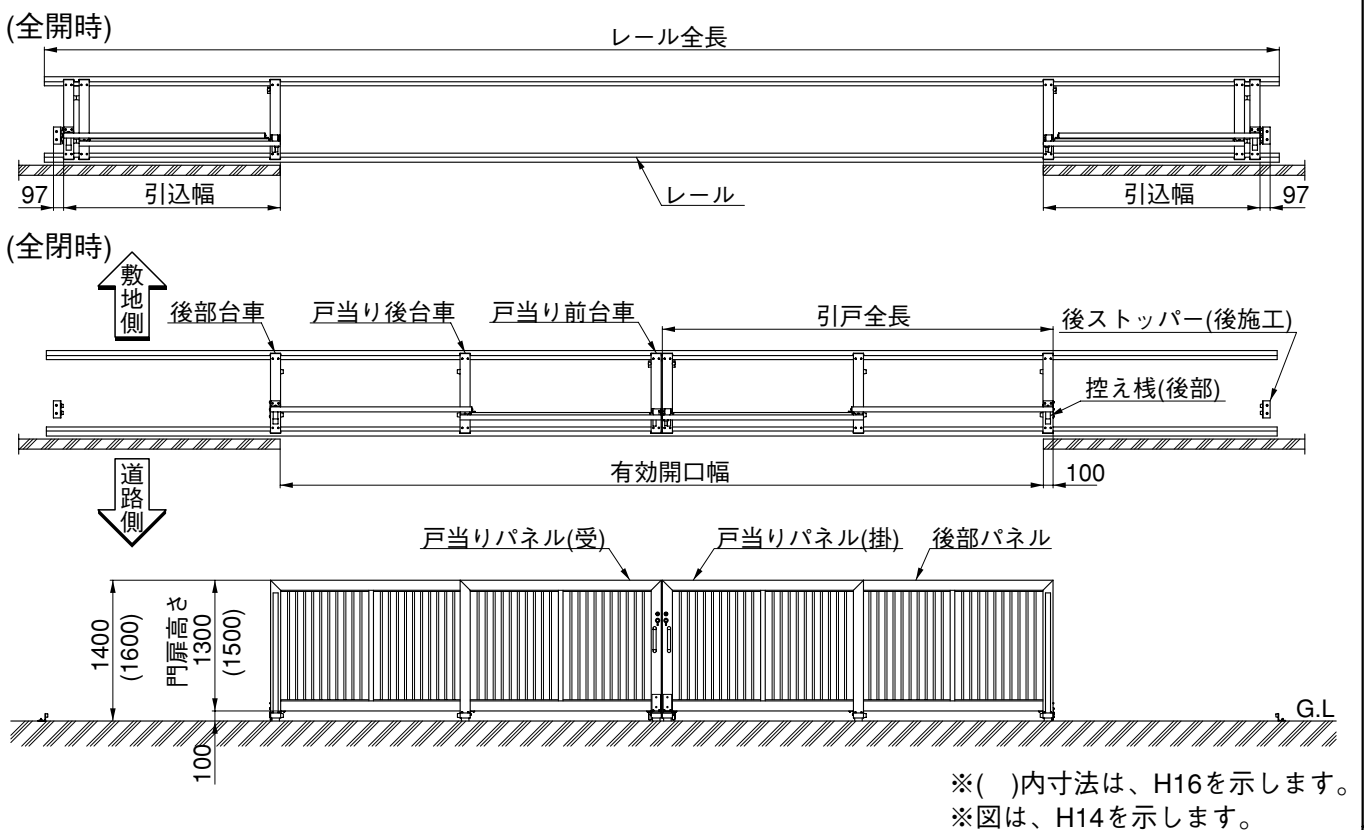 (全開時)
レール全長
97
引込幅
レール
引込幅
97
(全閉時)
敷地側
後部台車
戸当り後台車
戸当り前台車
引戸全長
後ストッパー(後施工)
控え桟(後部)
道路側
有効開口幅
100
戸当りパネル(受)
戸当りパネル(掛)
後部パネル
1400
(1600)
門扉高さ
1300
(1500)
100
G.L
※( )内寸法は、H16を示します。
※図は、H14を示します。